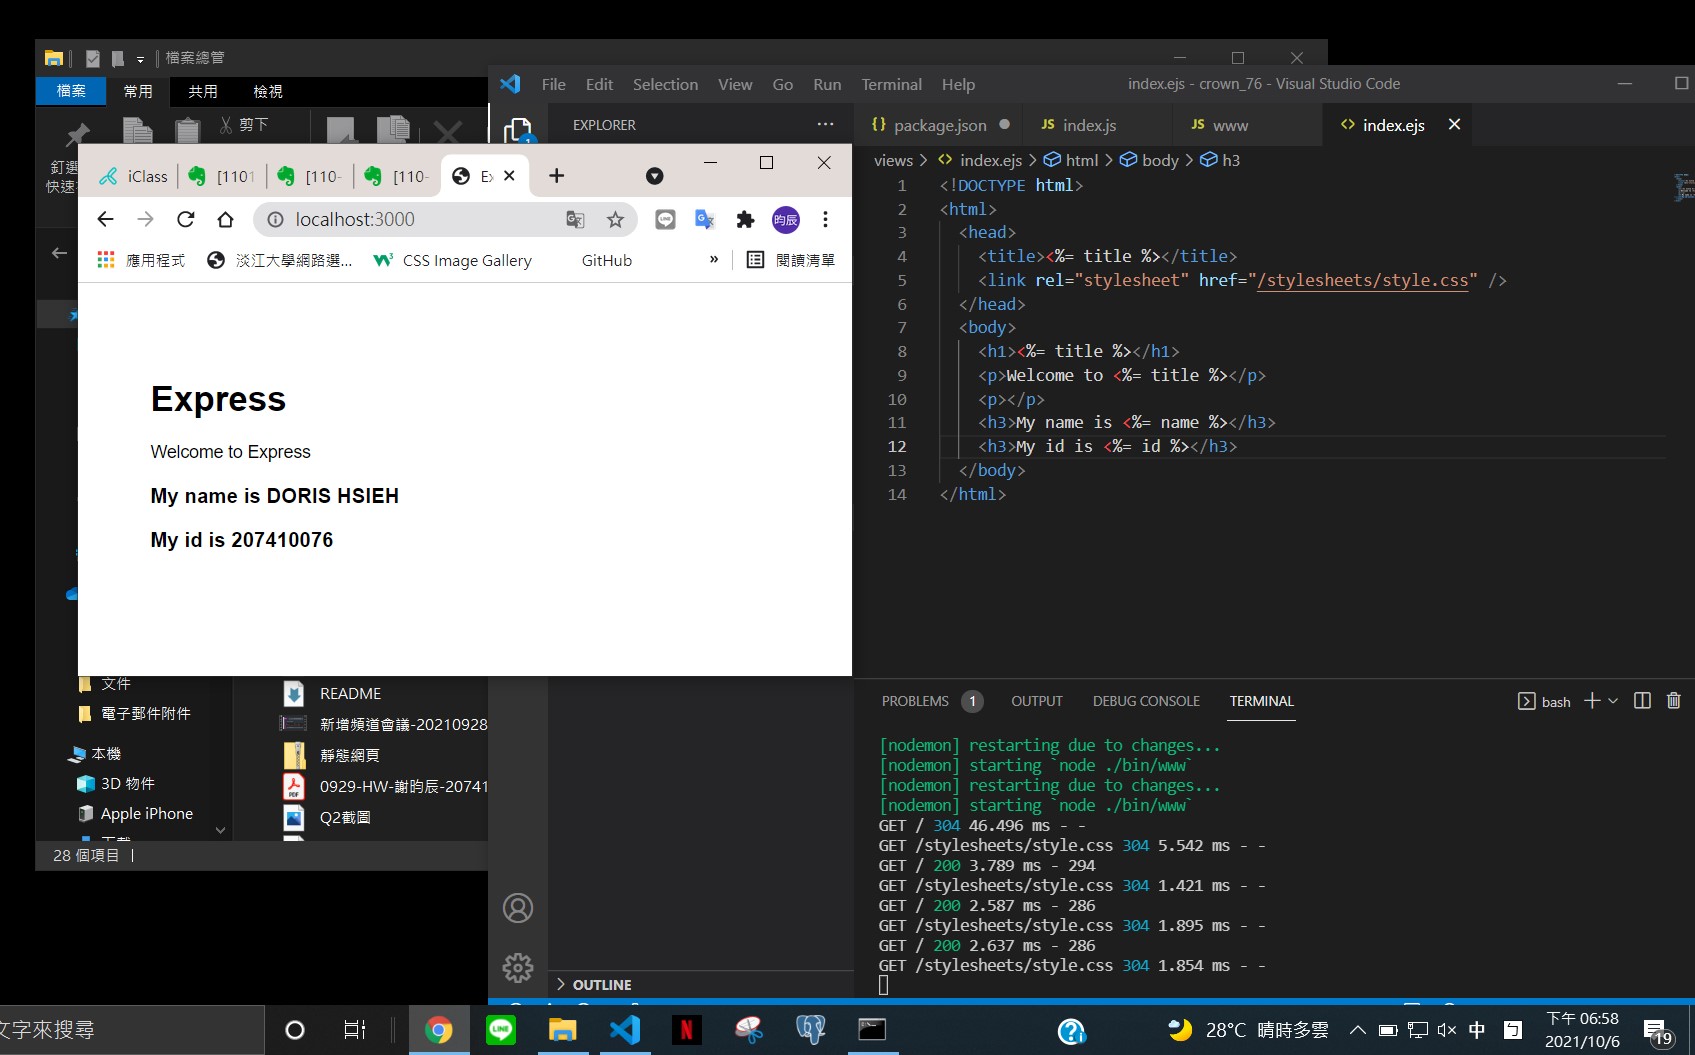 檔案總管
檔案
常用
共用
檢視
剪下
釘選
快速
File Edit Selection View Go Run Terminal Help
index.ejs - crown_76 - Visual Studio Code
EXPLORER
package.json
JS index.js
JS www
index.ejs
views > index.ejs > html > body > h3
1 <!DOCTYPE html>
2 <html>
3 <head>
4 <title><%= title %></title>
5 <link rel="stylesheet" href="/stylesheets/style.css" />
6 </head>
7 <body>
8 <h1><%= title %></h1>
9 <p>Welcome to <%= title %></p>
10 <p></p>
11 <h3>My name is <%= name %></h3>
12 <h3>My id is <%= id %></h3>
13 </body>
14 </html>
iClass
[1101
[110-
[110-
Ex
localhost:3000
昀辰
應用程式
淡江大學網路選...
CSS Image Gallery
GitHub
»
閱讀清單
Express
Welcome to Express
My name is DORIS HSIEH
My id is 207410076
文件
電子郵件附件
本機
3D 物件
Apple iPhone
下載
28 個項目
README
新增頻道會議-20210928
靜態網頁
0929-HW-謝昀辰-20741
Q2截圖
OUTLINE
PROBLEMS 1 OUTPUT DEBUG CONSOLE TERMINAL
bash
[nodemon] restarting due to changes...
[nodemon] starting `node ./bin/www`
[nodemon] restarting due to changes...
[nodemon] starting `node ./bin/www`
GET / 304 46.496 ms - -
GET /stylesheets/style.css 304 5.542 ms - -
GET / 200 3.789 ms - 294
GET /stylesheets/style.css 304 1.421 ms - -
GET / 200 2.587 ms - 286
GET /stylesheets/style.css 304 1.895 ms - -
GET / 200 2.637 ms - 286
GET /stylesheets/style.css 304 1.854 ms - -
文字來搜尋
LINE
N
28°C 晴時多雲
中
下午 06:58
2021/10/6
19